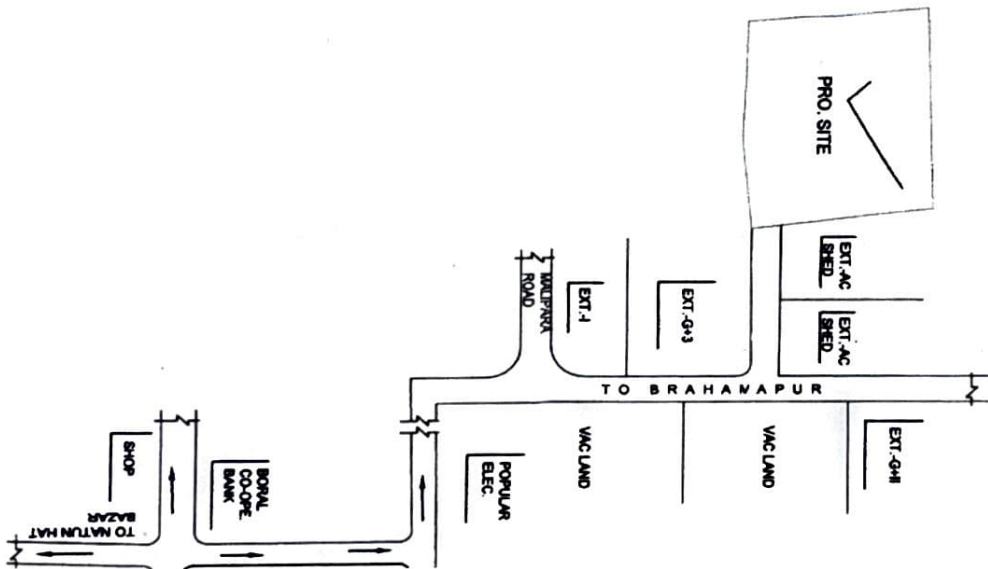 PRO. SITE
EXT.-AC
SHED
EXT.-AC
SHED
MALIPARA
ROAD
EXT.-I
EXT.-G+3
TO BRAHAMAPUR
SHOP
BORAL
CO-OPE.
BANK
POPULAR
ELEC.
VAC LAND
VAC LAND
EXT.-G+II
TO NATUN HAT
BAZAR